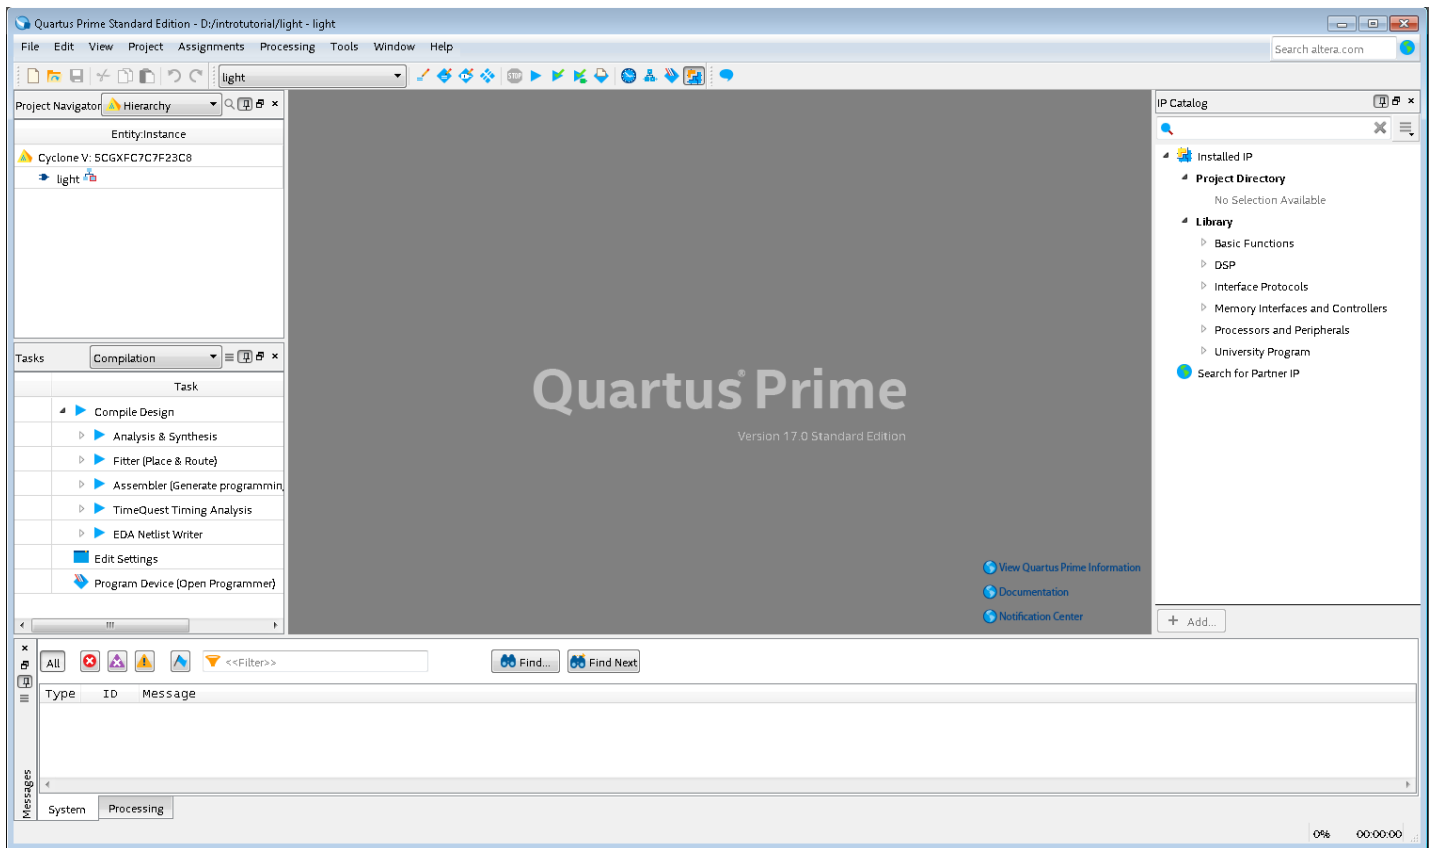 Quartus Prime Standard Edition - D:/introtutorial/light - light
File Edit View Project Assignments Processing Tools Window Help
Search altera.com
light
Project Navigator Hierarchy
Entity:Instance
Cyclone V: 5CGXFC7C7F23C8
light
Tasks Compilation
Task
Compile Design
Analysis & Synthesis
Fitter (Place & Route)
Assembler (Generate programmin
TimeQuest Timing Analysis
EDA Netlist Writer
Edit Settings
Program Device (Open Programmer)
Quartus® Prime
Version 17.0 Standard Edition
View Quartus Prime Information
Documentation
Notification Center
IP Catalog
Installed IP
Project Directory
No Selection Available
Library
Basic Functions
DSP
Interface Protocols
Memory Interfaces and Controllers
Processors and Peripherals
University Program
Search for Partner IP
+ Add...
All <<Filter>> Find... Find Next
Type ID Message
Messages
System Processing
0% 00:00:00